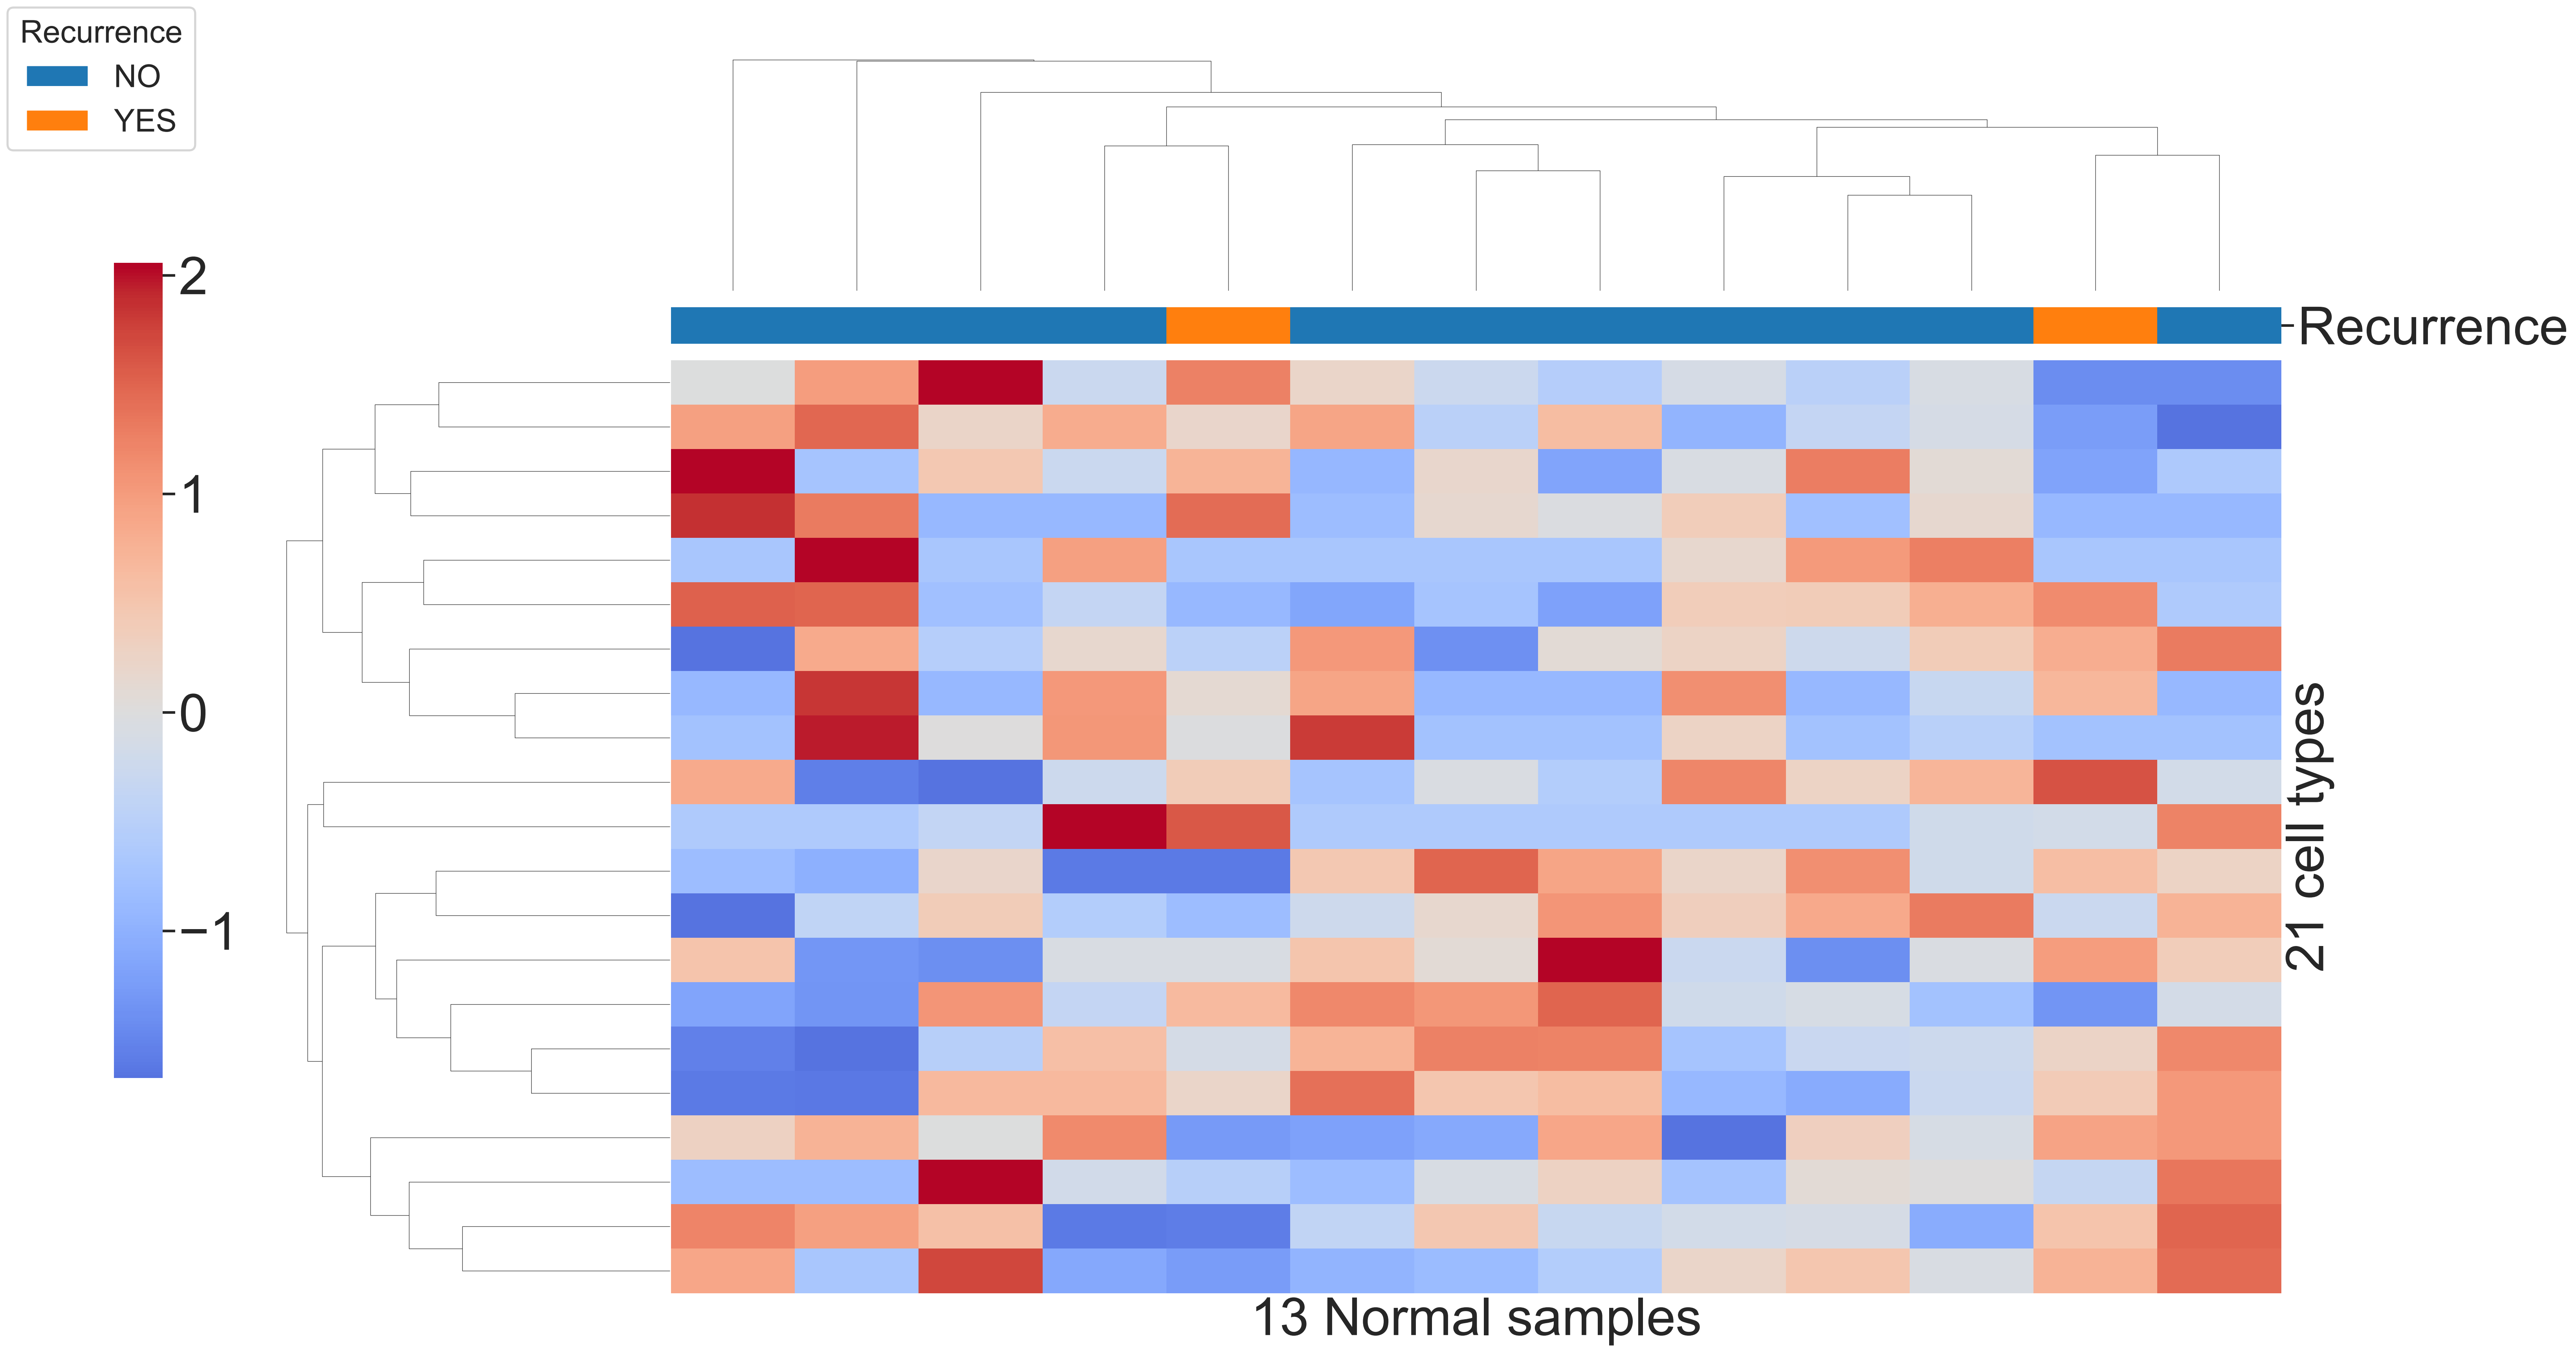 Recurrence
NO
YES
2
1
0
−1
Recurrence
21 cell types
13 Normal samples